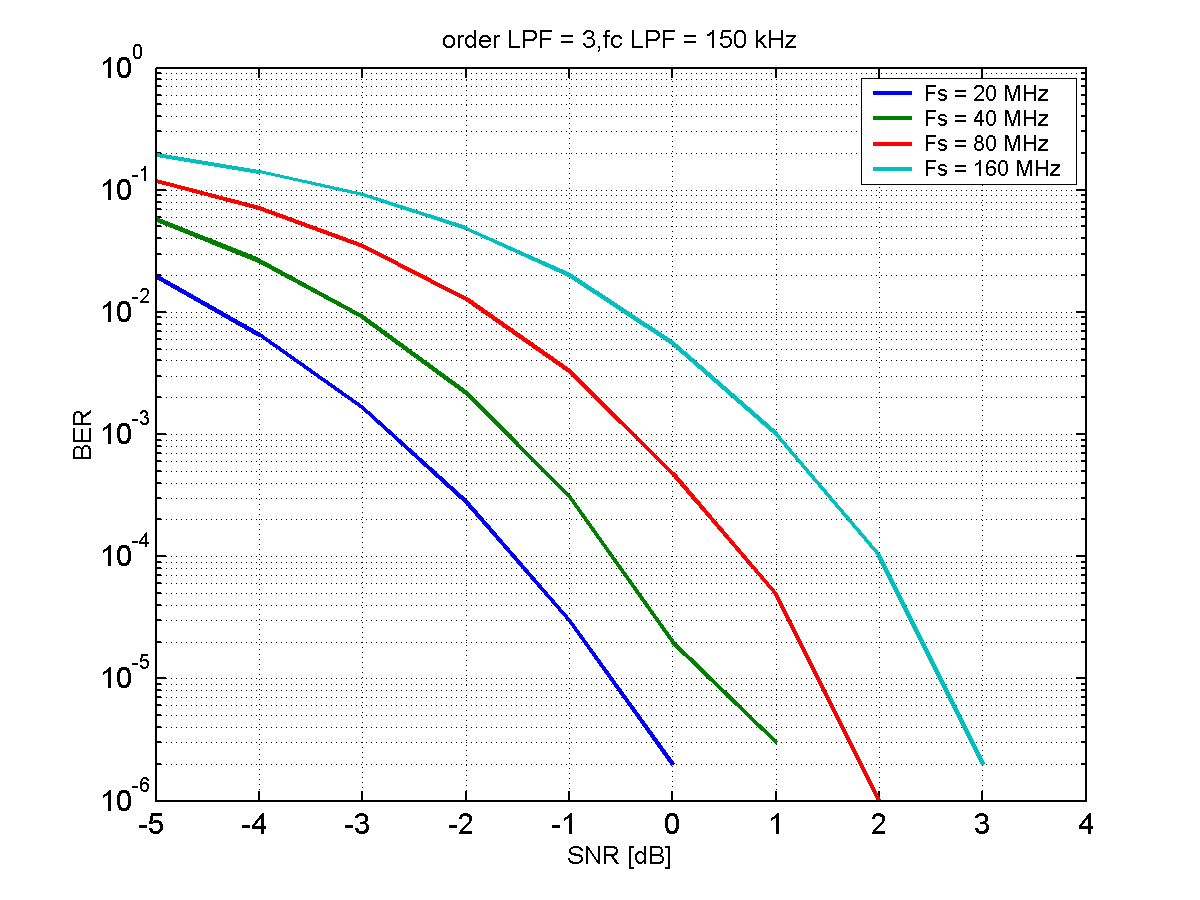 order LPF = 3,fc LPF = 150 kHz
10^0
10^-1
10^-2
10^-3
10^-4
10^-5
10^-6
BER
Fs = 20 MHz
Fs = 40 MHz
Fs = 80 MHz
Fs = 160 MHz
-5 -4 -3 -2 -1 0 1 2 3 4
SNR [dB]